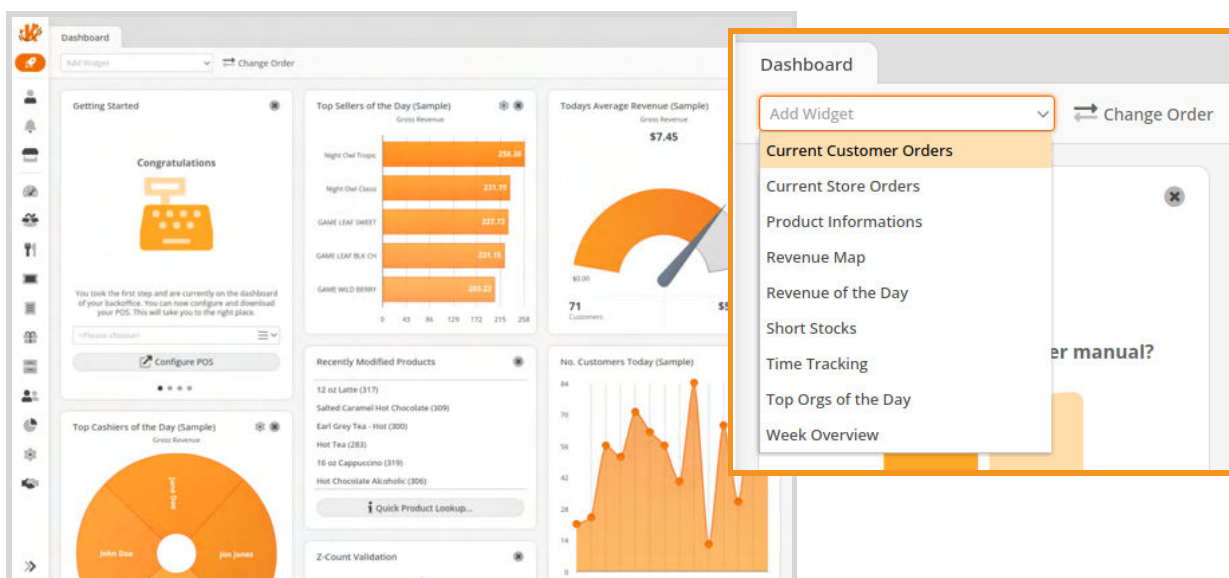 Dashboard
Add Widget
Change Order
Getting Started
Congratulations
You took the first step and are currently on the dashboard
of your backoffice. You can now configure and download
your POS. This will take you to the right place.
<Please choose>
Configure POS
Top Sellers of the Day (Sample)
Gross Revenue
Night Owl Tropic
258.38
Night Owl Classi
231.19
GAME LEAF SWEET
227.72
GAME LEAF BLK CH
221.15
GAME WILD BERRY
203.22
0 43 86 129 172 215 258
Todays Average Revenue (Sample)
Gross Revenue
$7.45
$0.00
71
Customers
Top Cashiers of the Day (Sample)
Gross Revenue
Jane Doe
John Doe
Jon Jones
Recently Modified Products
12 oz Latte (317)
Salted Caramel Hot Chocolate (309)
Earl Grey Tea - Hot (300)
Hot Tea (283)
16 oz Cappuccino (319)
Hot Chocolate Alcoholic (306)
Quick Product Lookup...
Z-Count Validation
No. Customers Today (Sample)
84
70
56
42
28
14
0
Dashboard
Add Widget
Change Order
Current Customer Orders
Current Store Orders
Product Informations
Revenue Map
Revenue of the Day
Short Stocks
Time Tracking
Top Orgs of the Day
Week Overview
er manual?